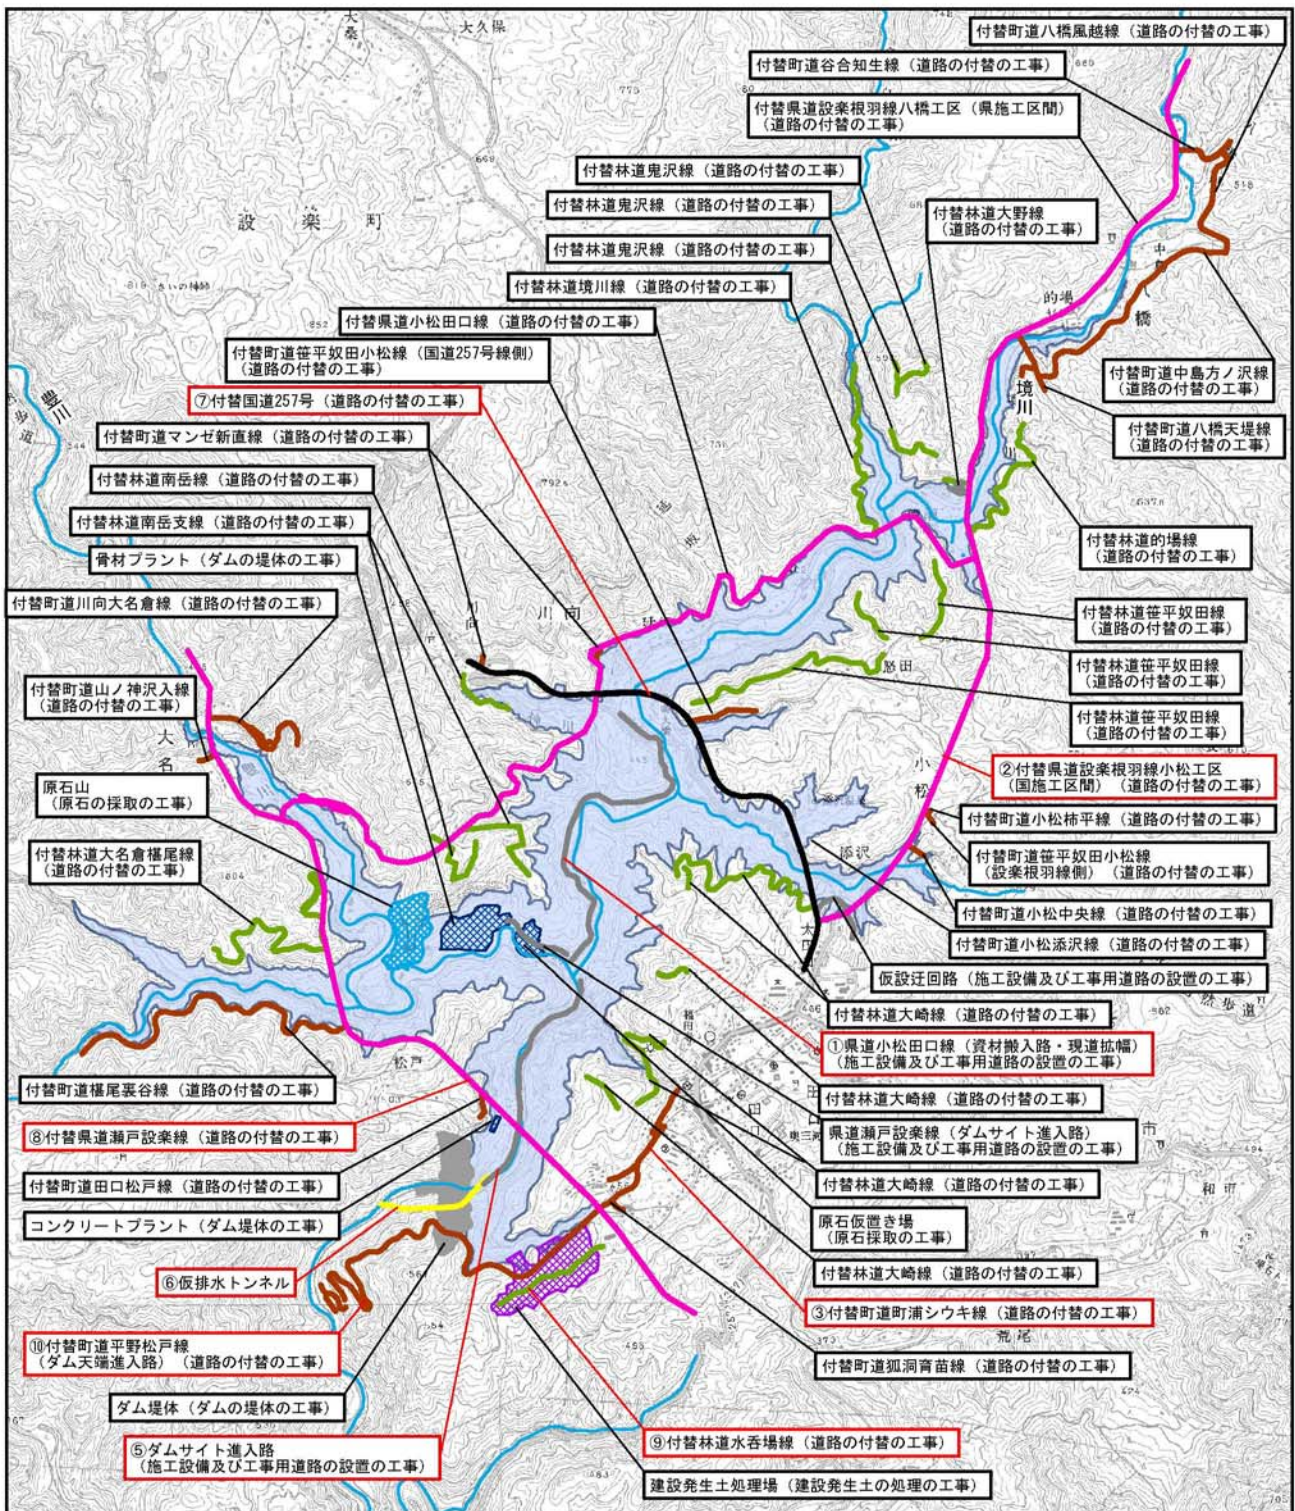 付替町道八橋風越線(道路の付替の工事)
付替町道谷合知生線(道路の付替の工事)
付替県道設楽根羽線八橋工区(県施工区間)
(道路の付替の工事)
付替林道鬼沢線(道路の付替の工事)
付替林道鬼沢線(道路の付替の工事)
付替林道大野線
(道路の付替の工事)
付替林道鬼沢線(道路の付替の工事)
付替林道境川線(道路の付替の工事)
付替県道小松田口線(道路の付替の工事)
付替町道笹平奴田小松線(国道257号線側)
(道路の付替の工事)
⑦付替国道257号(道路の付替の工事)
付替町道中島方ノ沢線
(道路の付替の工事)
付替町道八橋天堤線
(道路の付替の工事)
付替町道マンゼ新直線(道路の付替の工事)
付替林道南岳線(道路の付替の工事)
付替林道南岳支線(道路の付替の工事)
骨材プラント(ダムの堤体の工事)
付替林道的場線
(道路の付替の工事)
付替町道川向大名倉線(道路の付替の工事)
付替林道笹平奴田線
(道路の付替の工事)
付替林道笹平奴田線
(道路の付替の工事)
付替町道山ノ神沢入線
(道路の付替の工事)
付替林道笹平奴田線
(道路の付替の工事)
原石山
(原石の採取の工事)
②付替県道設楽根羽線小松工区
(国施工区間)(道路の付替の工事)
付替町道小松柿平線(道路の付替の工事)
付替林道大名倉椹尾線
(道路の付替の工事)
付替町道笹平奴田小松線
(設楽根羽線側)(道路の付替の工事)
付替町道小松中央線(道路の付替の工事)
付替町道小松添沢線(道路の付替の工事)
仮設迂回路(施工設備及び工事用道路の設置の工事)
付替林道大崎線(道路の付替の工事)
①県道小松田口線(資材搬入路・現道拡幅)
(施工設備及び工事用道路の設置の工事)
付替町道椹尾裏谷線(道路の付替の工事)
付替林道大崎線(道路の付替の工事)
⑧付替県道瀬戸設楽線(道路の付替の工事)
県道瀬戸設楽線(ダムサイト進入路)
(施工設備及び工事用道路の設置の工事)
付替町道田口松戸線(道路の付替の工事)
付替林道大崎線(道路の付替の工事)
コンクリートプラント(ダム堤体の工事)
原石仮置き場
(原石採取の工事)
付替林道大崎線(道路の付替の工事)
⑥仮排水トンネル
③付替町道町浦シウキ線(道路の付替の工事)
⑩付替町道平野松戸線
(ダム天端進入路)(道路の付替の工事)
付替町道狐洞育苗線(道路の付替の工事)
ダム堤体(ダムの堤体の工事)
⑤ダムサイト進入路
(施工設備及び工事用道路の設置の工事)
⑨付替林道水呑場線(道路の付替の工事)
建設発生土処理場(建設発生土の処理の工事)
設楽町
大久保
大桑
豊川
境川
八橋
的場
川向
小松
添沢
松戸
荒尾
和市